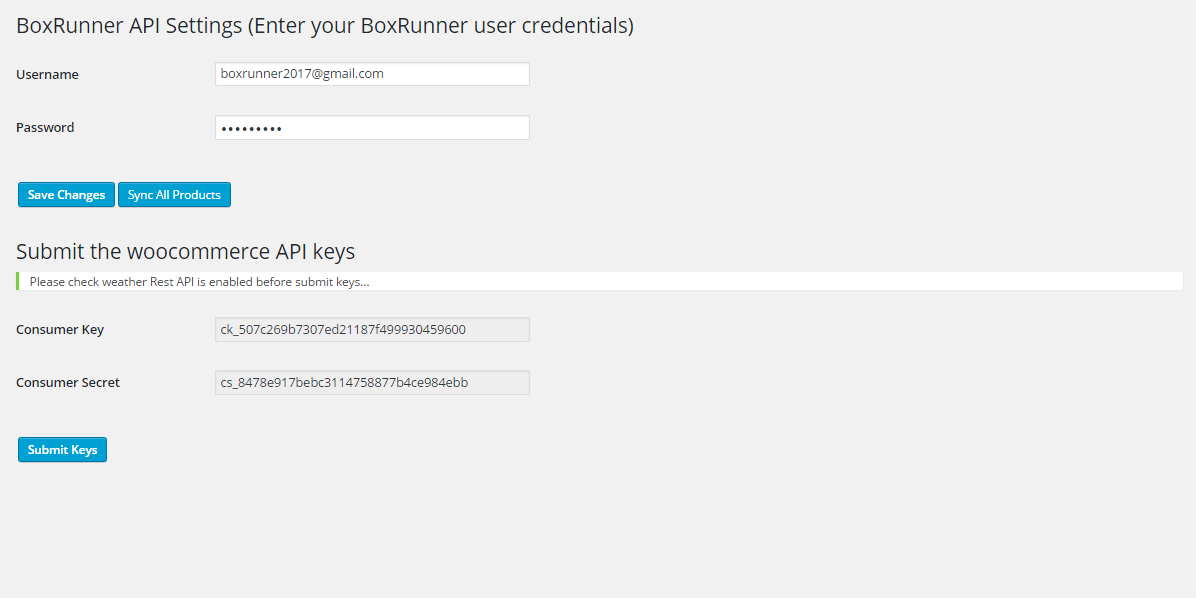 BoxRunner API Settings (Enter your BoxRunner user credentials)
Username
boxrunner2017@gmail.com
Password
•••••••••
Save Changes
Sync All Products
Submit the woocommerce API keys
Please check weather Rest API is enabled before submit keys...
Consumer Key
ck_507c269b7307ed21187f499930459600
Consumer Secret
cs_8478e917bebc3114758877b4ce984ebb
Submit Keys